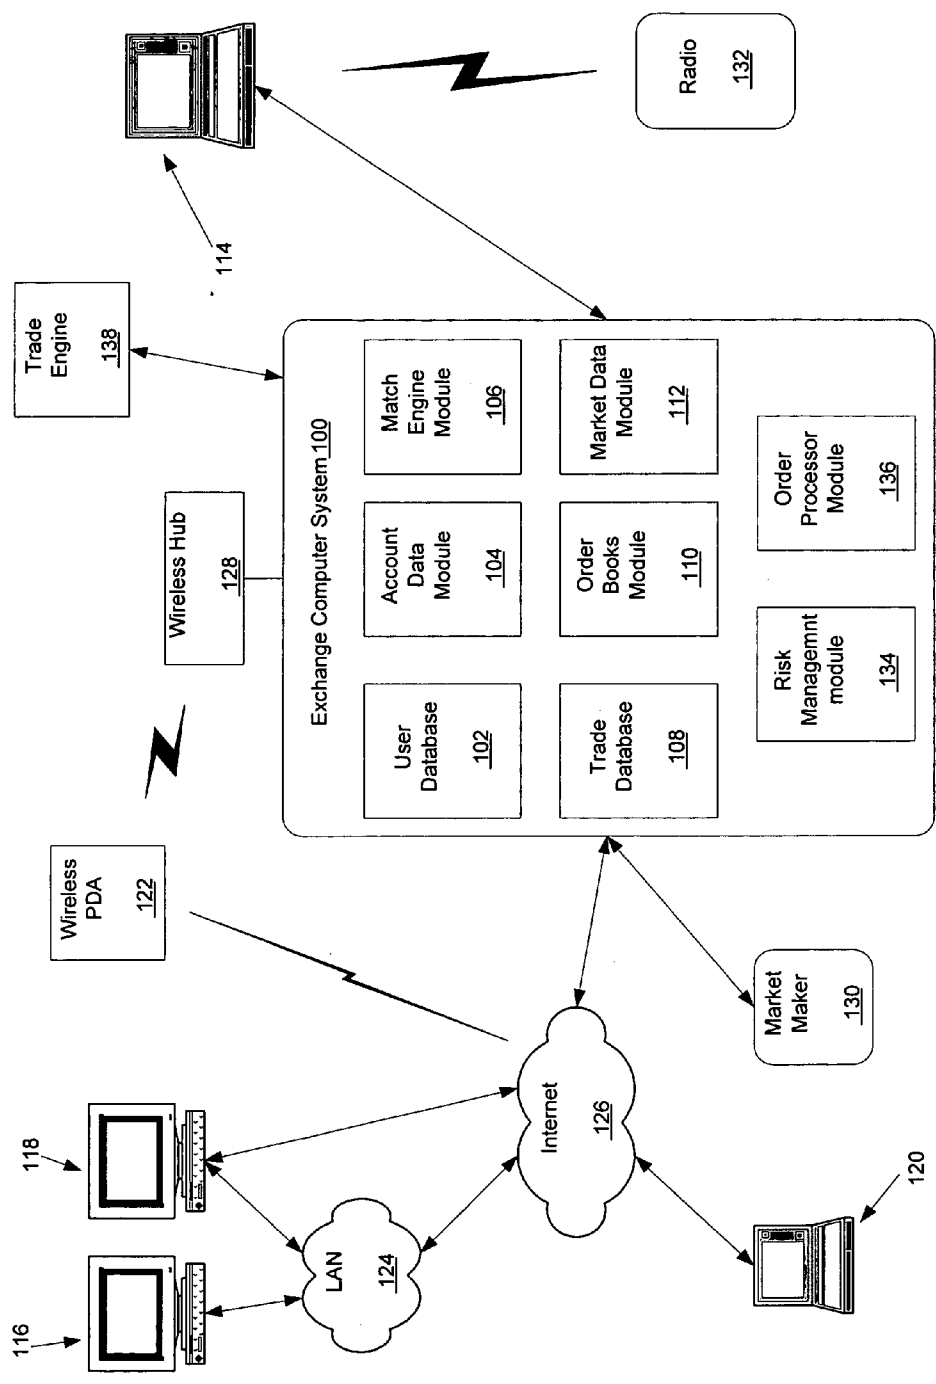 Trade
Engine
138
114
Radio
132
Wireless Hub
128
Wireless
PDA
122
118
116
Exchange Computer System 100
User
Database
102
Account
Data
Module
104
Match
Engine
Module
106
Trade
Database
108
Order
Books
Module
110
Market Data
Module
112
Risk
Managemnt
module
134
Order
Processor
Module
136
LAN
124
Internet
126
Market
Maker
130
120